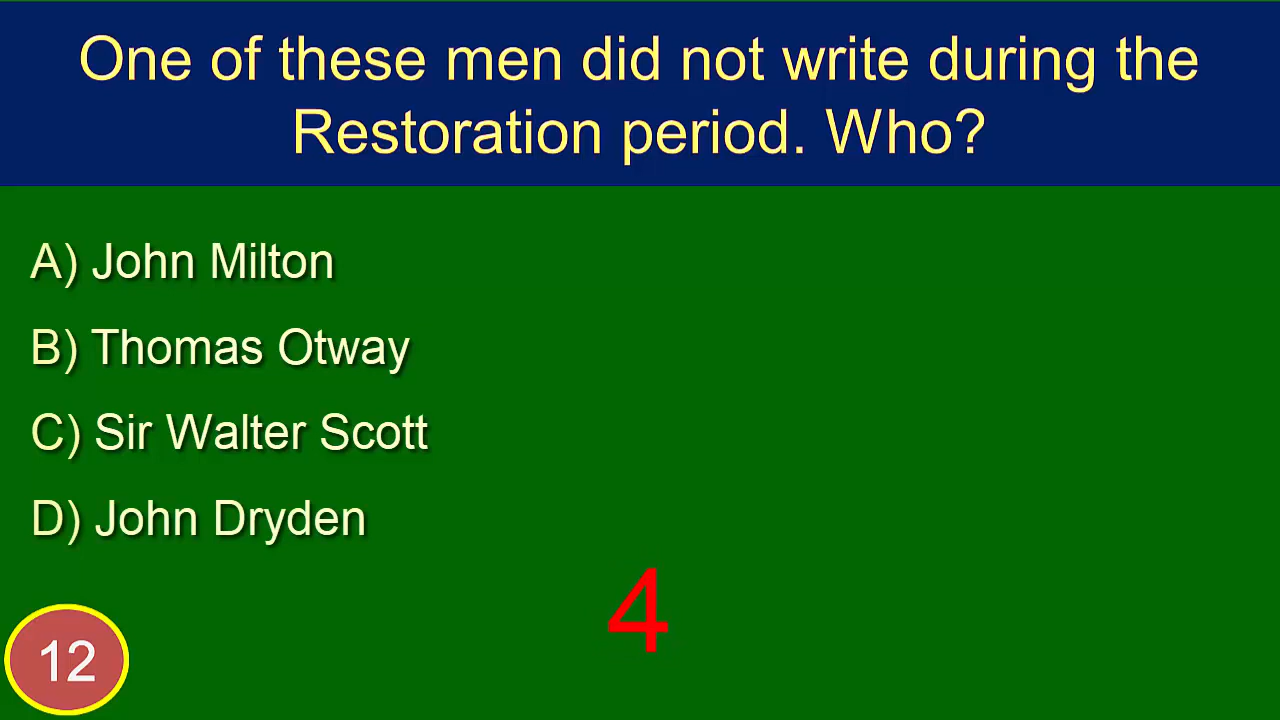 One of these men did not write during the
Restoration period. Who?
A) John Milton
B) Thomas Otway
C) Sir Walter Scott
D) John Dryden
4
12